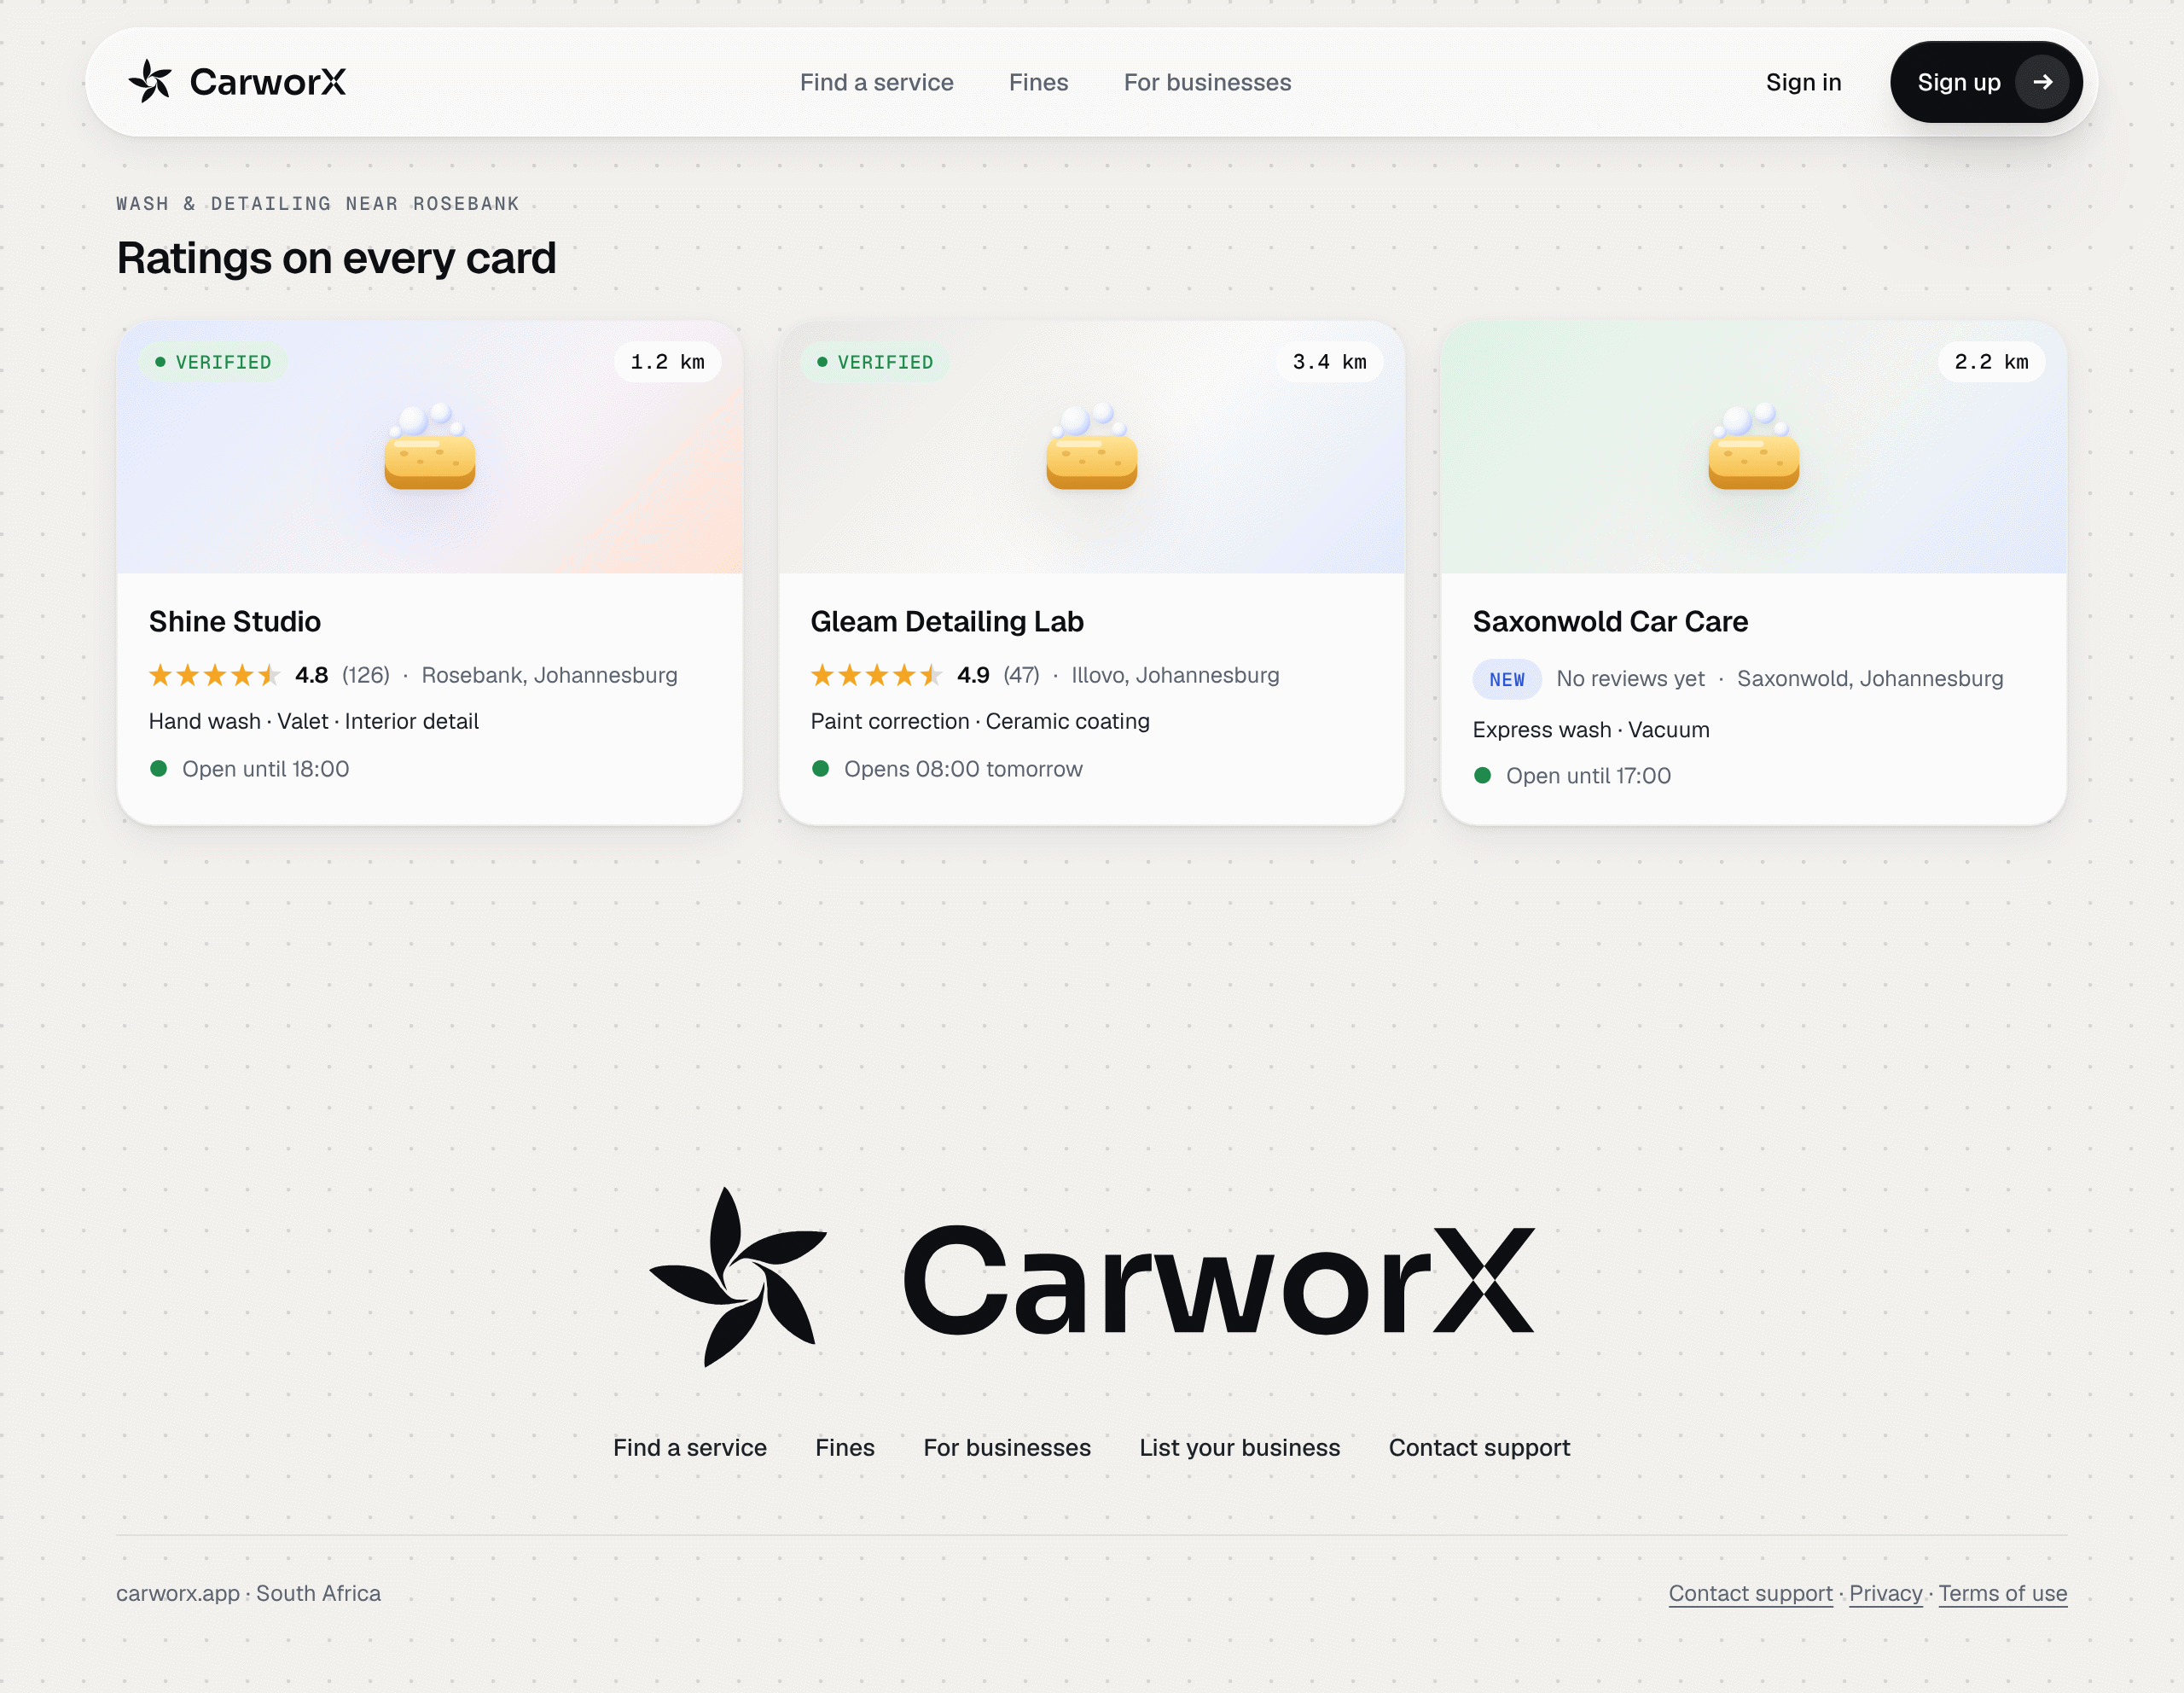 CarworX
Find a service
Fines
For businesses
Sign in
Sign up
WASH & DETAILING NEAR ROSEBANK
Ratings on every card
VERIFIED
1.2 km
Shine Studio
4.8 (126) · Rosebank, Johannesburg
Hand wash · Valet · Interior detail
Open until 18:00
VERIFIED
3.4 km
Gleam Detailing Lab
4.9 (47) · Illovo, Johannesburg
Paint correction · Ceramic coating
Opens 08:00 tomorrow
2.2 km
Saxonwold Car Care
NEW No reviews yet · Saxonwold, Johannesburg
Express wash · Vacuum
Open until 17:00
CarworX
Find a service
Fines
For businesses
List your business
Contact support
carworx.app · South Africa
Contact support · Privacy · Terms of use